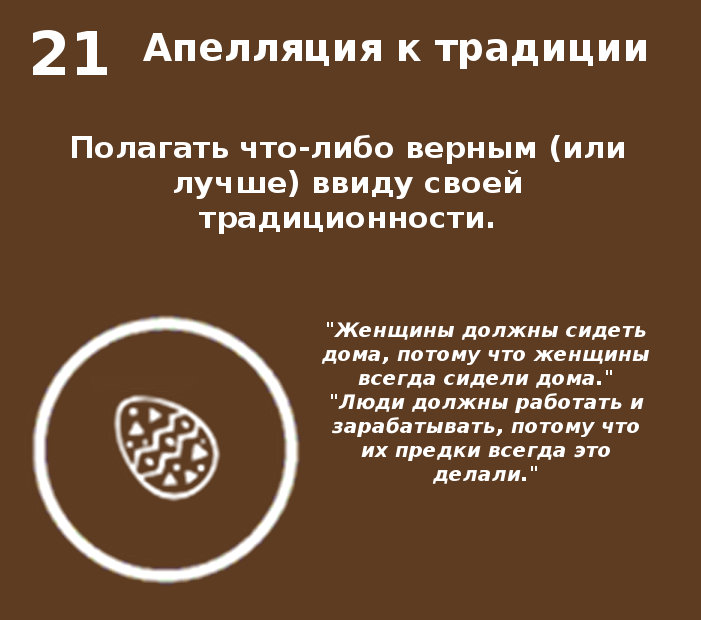 21 Апелляция к традиции
Полагать что-либо верным (или
лучше) ввиду своей
традиционности.
"Женщины должны сидеть
дома, потому что женщины
всегда сидели дома."
"Люди должны работать и
зарабатывать, потому что
их предки всегда это
делали."